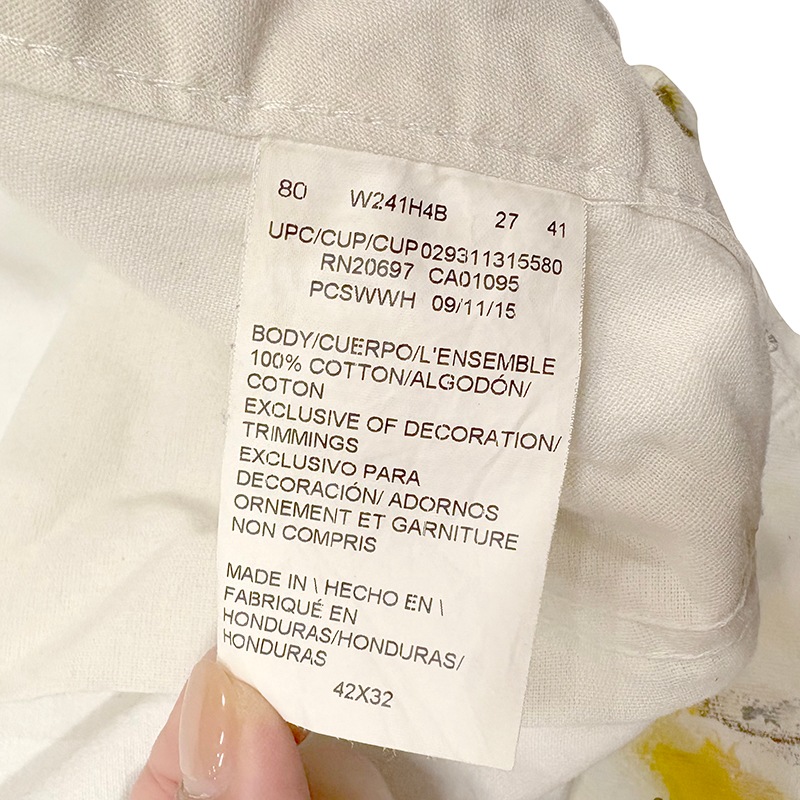 80 W241H4B 27 41
UPC/CUP/CUP029311315580
RN20697 CA01095
PCSWWH 09/11/15
BODY/CUERPO/L'ENSEMBLE
100% COTTON/ALGODÓN/
COTON
EXCLUSIVE OF DECORATION/
TRIMMINGS
EXCLUSIVO PARA
DECORACIÓN/ ADORNOS
ORNEMENT ET GARNITURE
NON COMPRIS
MADE IN \ HECHO EN \
FABRIQUÉ EN
HONDURAS/HONDURAS/
HONDURAS
42X32